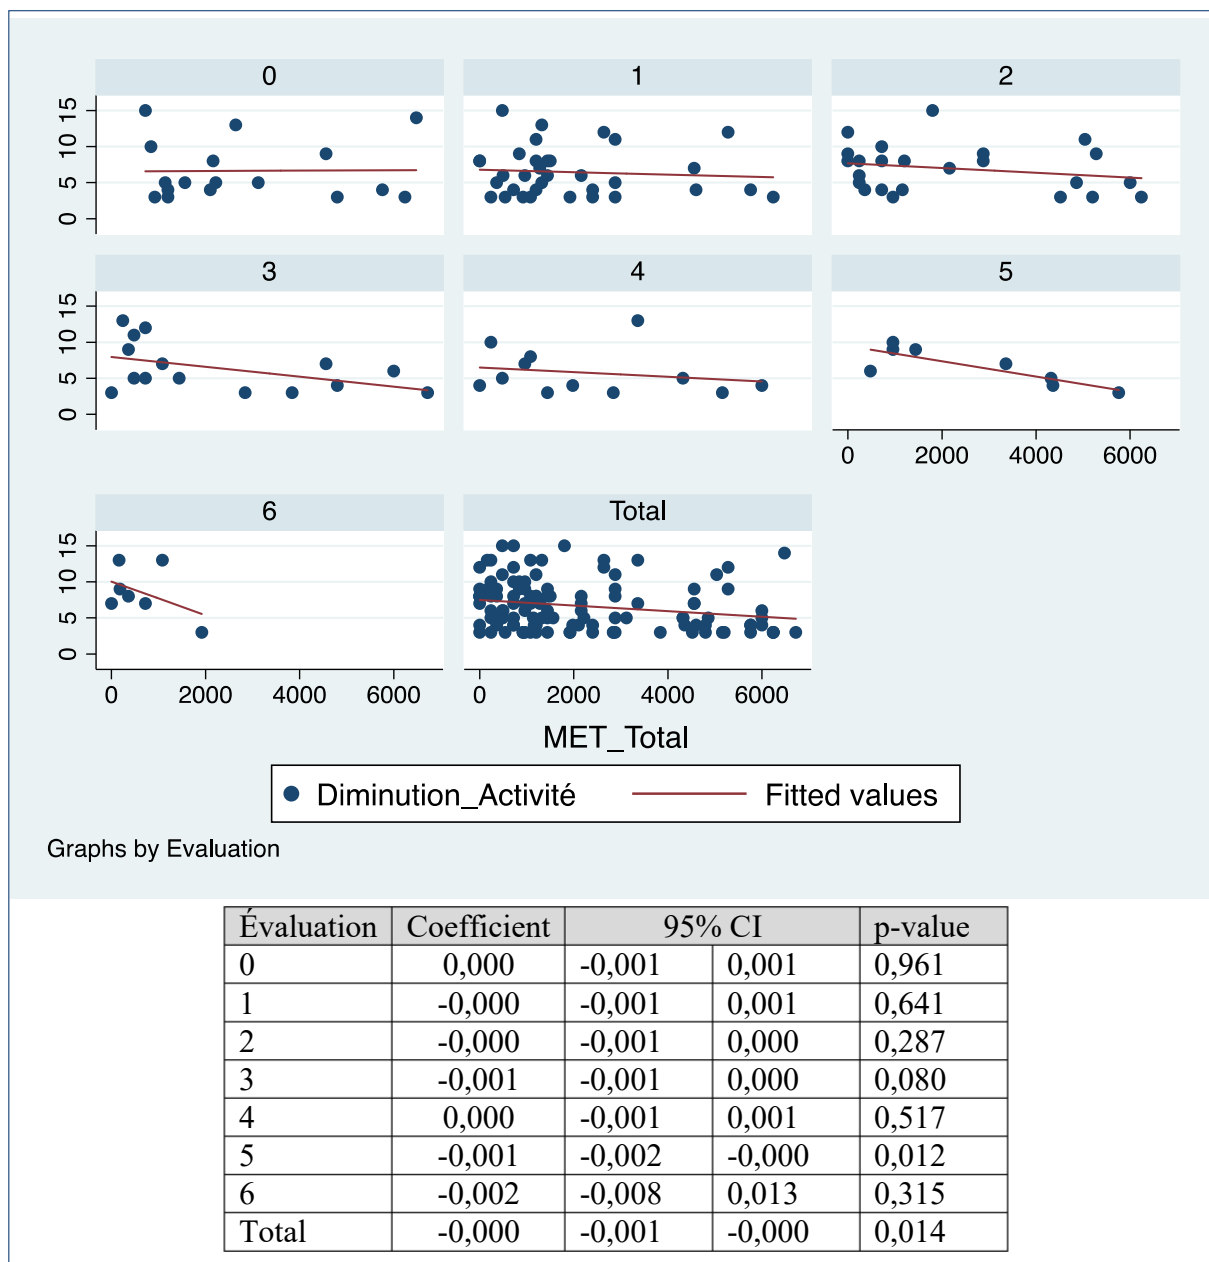 0 1 2
15
10
5
0
3 4 5
15
10
5
0
0 2000 4000 6000
6 Total
15
10
5
0
0 2000 4000 6000 0 2000 4000 6000
MET_Total
Diminution_Activité Fitted values
Graphs by Evaluation
Évaluation Coefficient 95% CI p-value
0 0,000 -0,001 0,001 0,961
1 -0,000 -0,001 0,001 0,641
2 -0,000 -0,001 0,000 0,287
3 -0,001 -0,001 0,000 0,080
4 0,000 -0,001 0,001 0,517
5 -0,001 -0,002 -0,000 0,012
6 -0,002 -0,008 0,013 0,315
Total -0,000 -0,001 -0,000 0,014